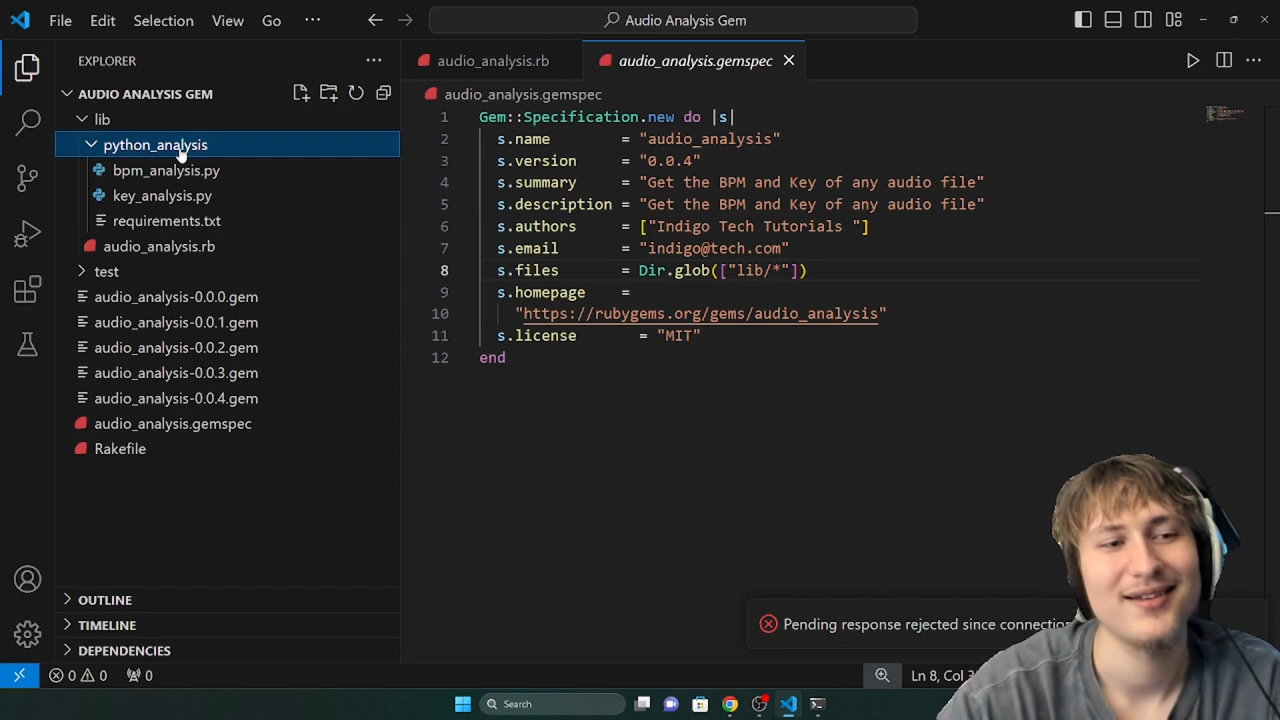 File Edit Selection View Go ···
Audio Analysis Gem
EXPLORER
AUDIO ANALYSIS GEM
lib
python_analysis
bpm_analysis.py
key_analysis.py
requirements.txt
audio_analysis.rb
test
audio_analysis-0.0.0.gem
audio_analysis-0.0.1.gem
audio_analysis-0.0.2.gem
audio_analysis-0.0.3.gem
audio_analysis-0.0.4.gem
audio_analysis.gemspec
Rakefile
OUTLINE
TIMELINE
DEPENDENCIES
audio_analysis.rb
audio_analysis.gemspec
audio_analysis.gemspec
1 Gem::Specification.new do |s|
2 s.name = "audio_analysis"
3 s.version = "0.0.4"
4 s.summary = "Get the BPM and Key of any audio file"
5 s.description = "Get the BPM and Key of any audio file"
6 s.authors = ["Indigo Tech Tutorials "]
7 s.email = "indigo@tech.com"
8 s.files = Dir.glob(["lib/*"])
9 s.homepage =
10 "https://rubygems.org/gems/audio_analysis"
11 s.license = "MIT"
12 end
Pending response rejected since connection
0 0 0
Ln 8, Col
Search